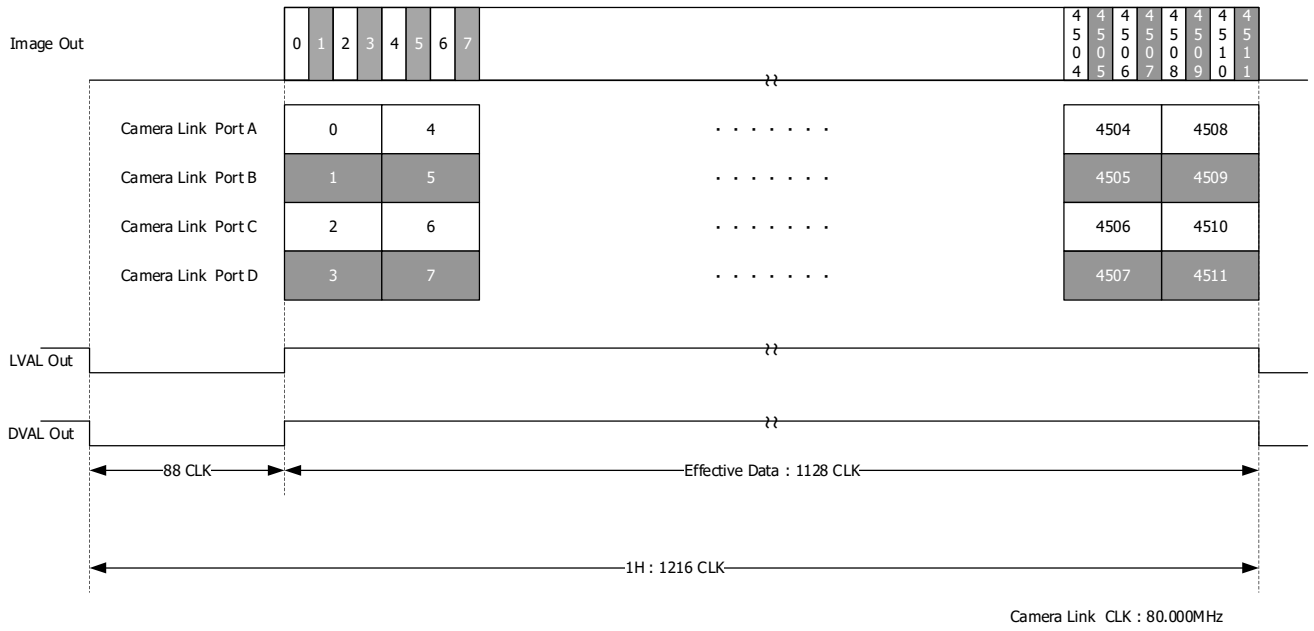 Image Out
0 1 2 3 4 5 6 7
4504 4505 4506 4507 4508 4509 4510 4511
Camera Link Port A
0 4 . . . . . . . 4504 4508
Camera Link Port B
1 5 . . . . . . . 4505 4509
Camera Link Port C
2 6 . . . . . . . 4506 4510
Camera Link Port D
3 7 . . . . . . . 4507 4511
LVAL Out
DVAL Out
88 CLK
Effective Data : 1128 CLK
1H : 1216 CLK
Camera Link CLK : 80.000MHz